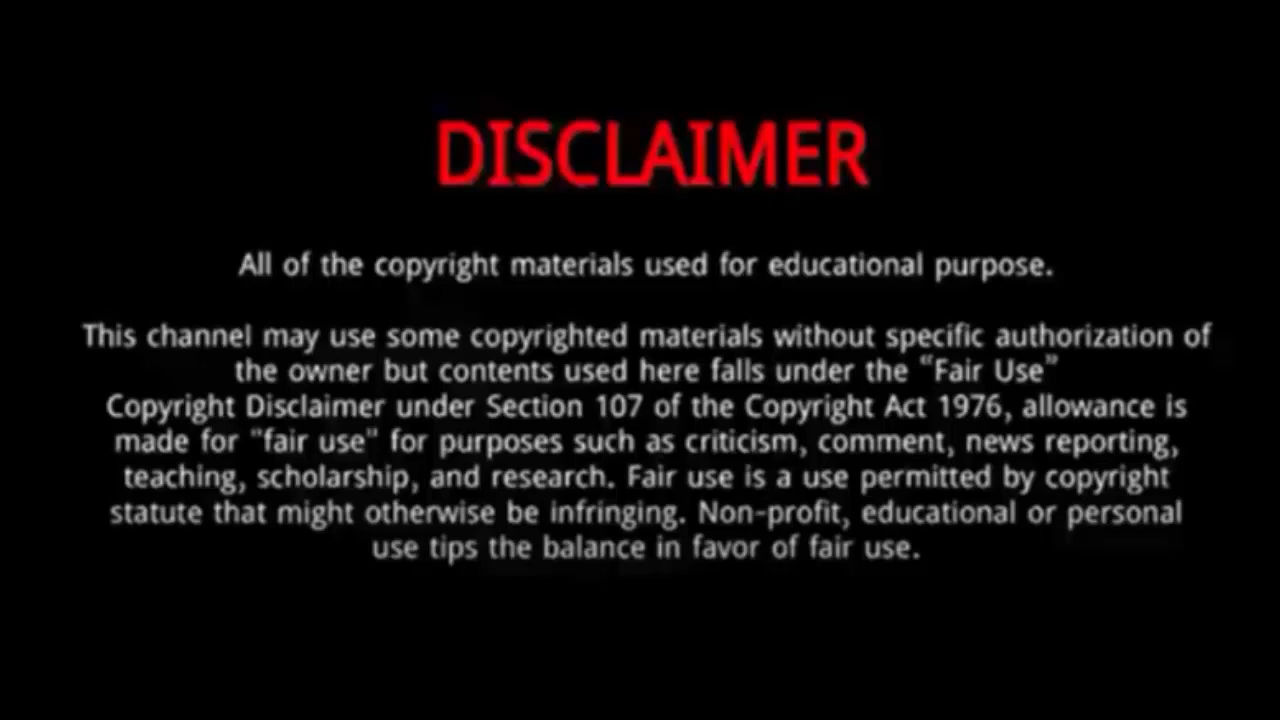 DISCLAIMER
All of the copyright materials used for educational purpose.
This channel may use some copyrighted materials without specific authorization of
the owner but contents used here falls under the “Fair Use”
Copyright Disclaimer under Section 107 of the Copyright Act 1976, allowance is
made for "fair use" for purposes such as criticism, comment, news reporting,
teaching, scholarship, and research. Fair use is a use permitted by copyright
statute that might otherwise be infringing. Non-profit, educational or personal
use tips the balance in favor of fair use.